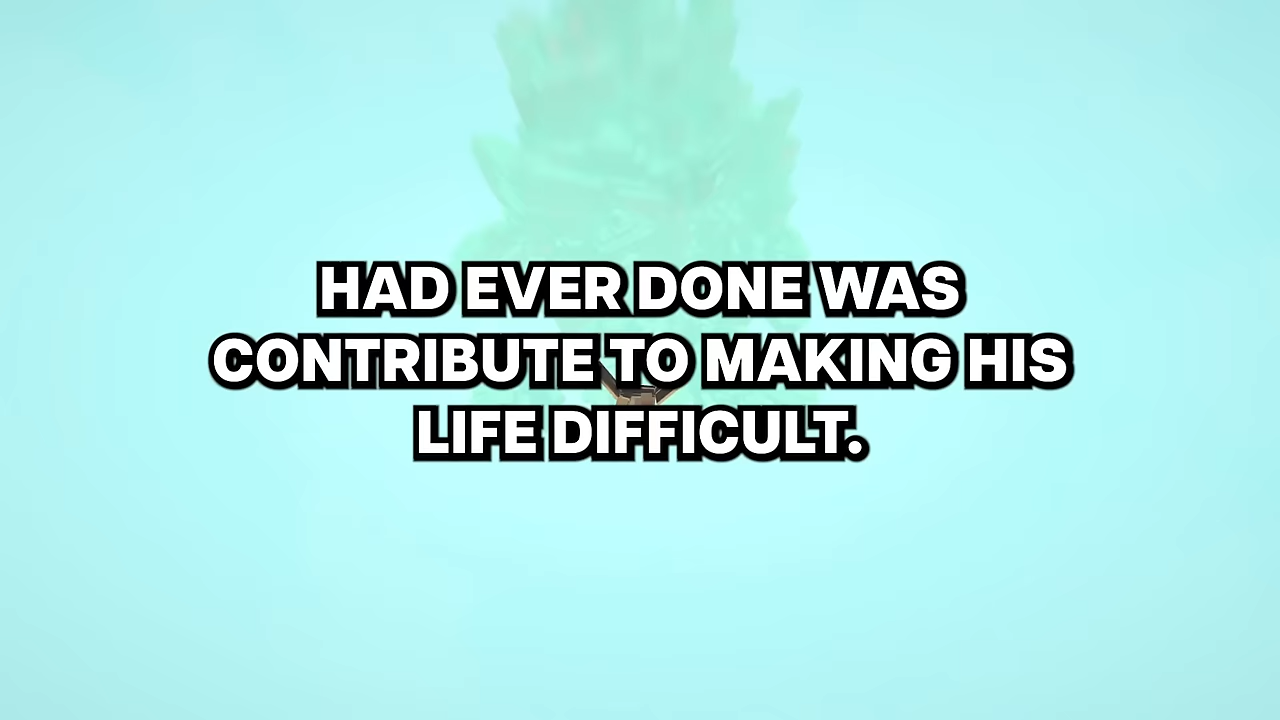 HAD EVER DONE WAS
CONTRIBUTE TO MAKING HIS
LIFE DIFFICULT.